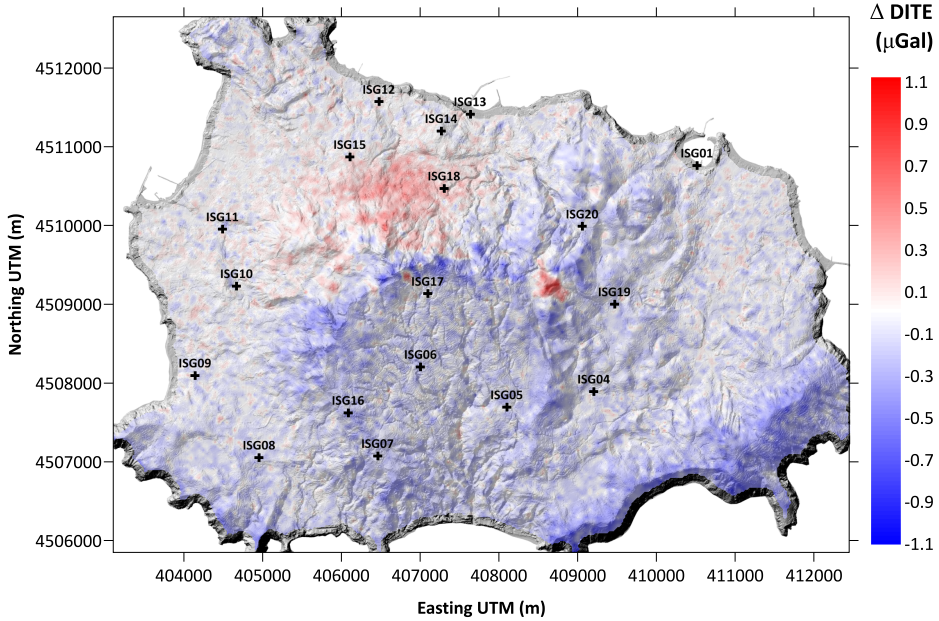 Δ DITE
(μGal)
1.1
0.9
0.7
0.5
0.3
0.1
-0.1
-0.3
-0.5
-0.7
-0.9
-1.1
Northing UTM (m)
4512000
4511000
4510000
4509000
4508000
4507000
4506000
ISG12
ISG13
ISG14
ISG15
ISG01
ISG18
ISG11
ISG20
ISG10
ISG17
ISG19
ISG06
ISG09
ISG04
ISG05
ISG16
ISG08
ISG07
404000 405000 406000 407000 408000 409000 410000 411000 412000
Easting UTM (m)